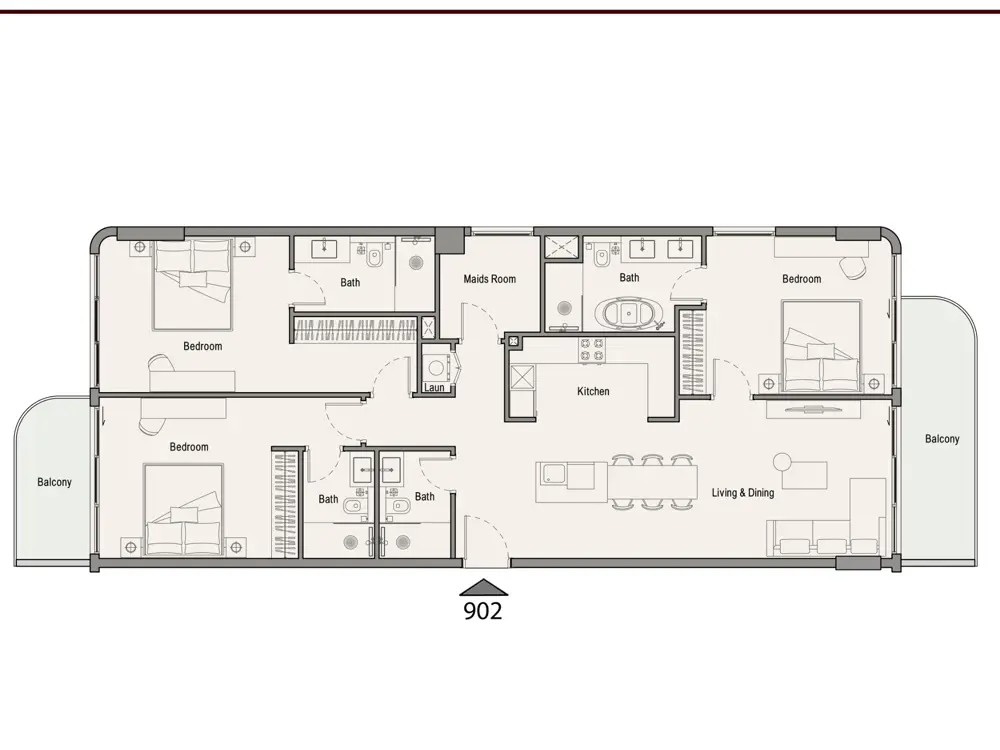 Bath
Maids Room
Bath
Bedroom
Bedroom
Laun
Kitchen
Bedroom
Balcony
Balcony
Bath
Bath
Living & Dining
902